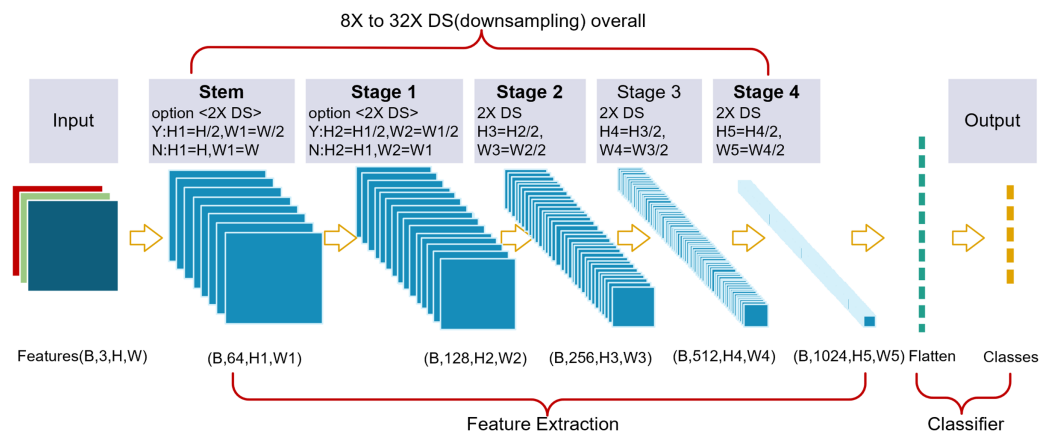 8X to 32X DS(downsampling) overall
Input
Stem
option <2X DS>
Y:H1=H/2,W1=W/2
N:H1=H,W1=W
Stage 1
option <2X DS>
Y:H2=H1/2,W2=W1/2
N:H2=H1,W2=W1
Stage 2
2X DS
H3=H2/2,
W3=W2/2
Stage 3
2X DS
H4=H3/2,
W4=W3/2
Stage 4
2X DS
H5=H4/2,
W5=W4/2
Output
Features(B,3,H,W)
(B,64,H1,W1)
(B,128,H2,W2)
(B,256,H3,W3)
(B,512,H4,W4)
(B,1024,H5,W5)
Flatten
Classes
Feature Extraction
Classifier